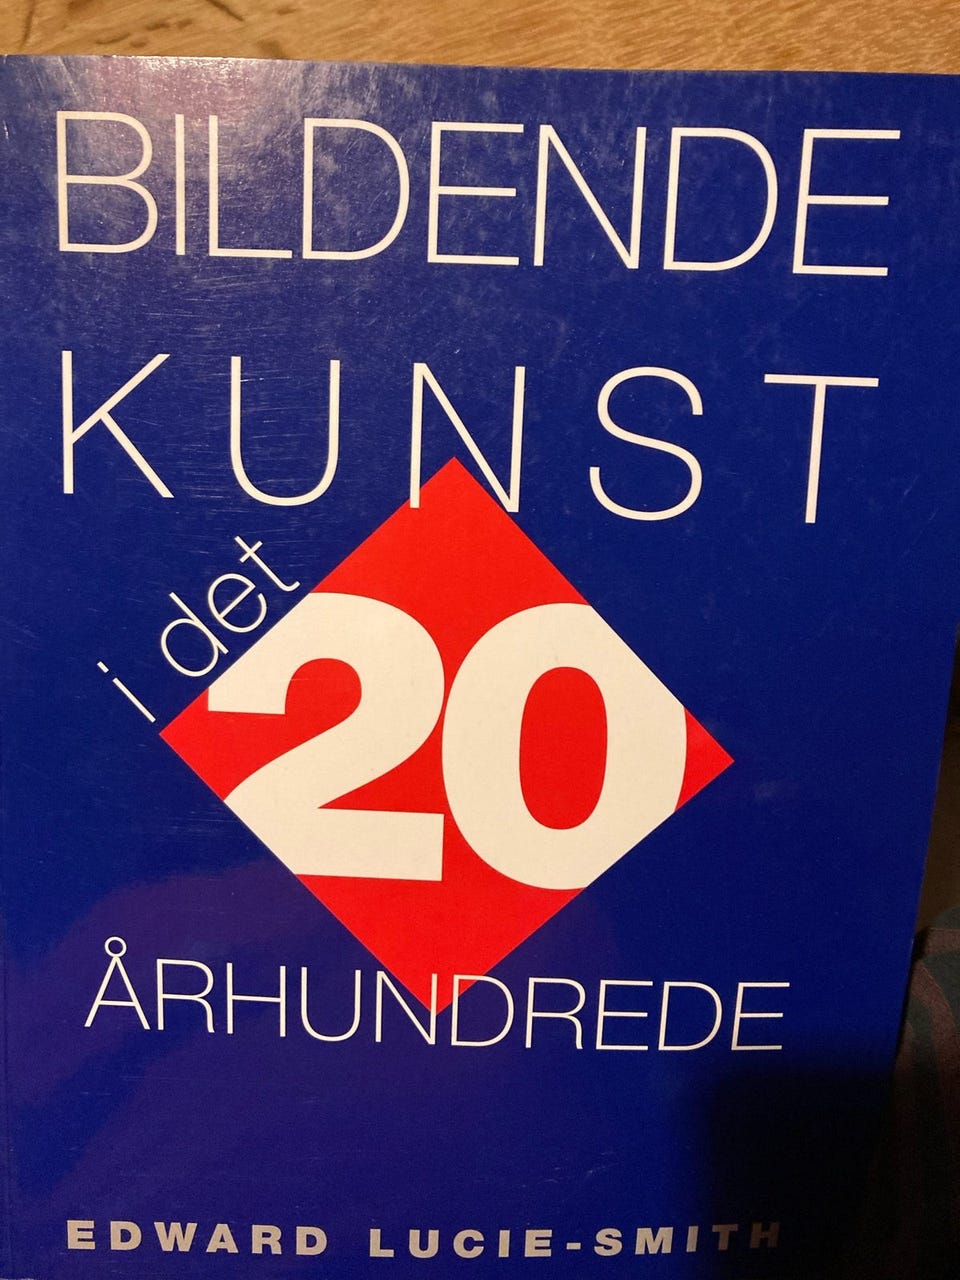 BILDENDE
KUNST
i det
20
ÅRHUNDREDE
EDWARD LUCIE-SMITH